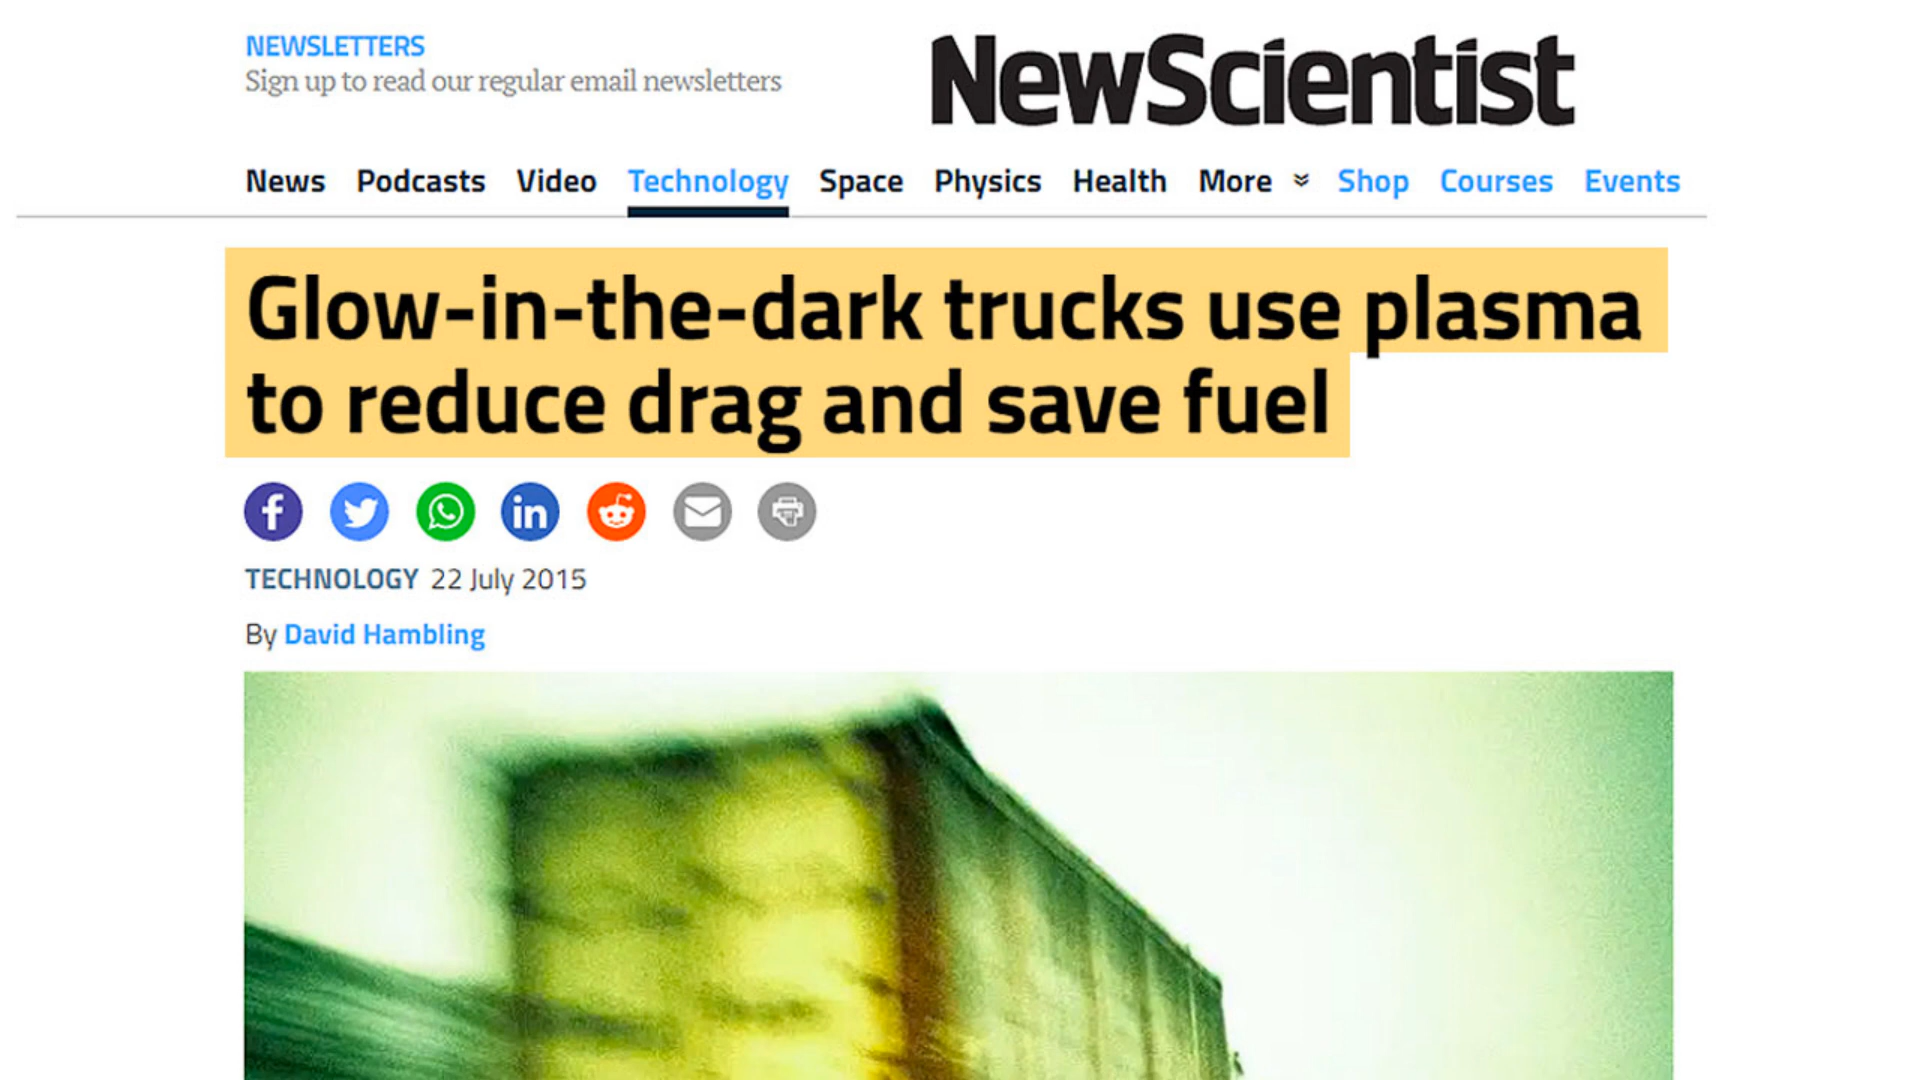 NEWSLETTERS
Sign up to read our regular email newsletters
NewScientist
News Podcasts Video Technology Space Physics Health More Shop Courses Events
Glow-in-the-dark trucks use plasma
to reduce drag and save fuel
TECHNOLOGY 22 July 2015
By David Hambling